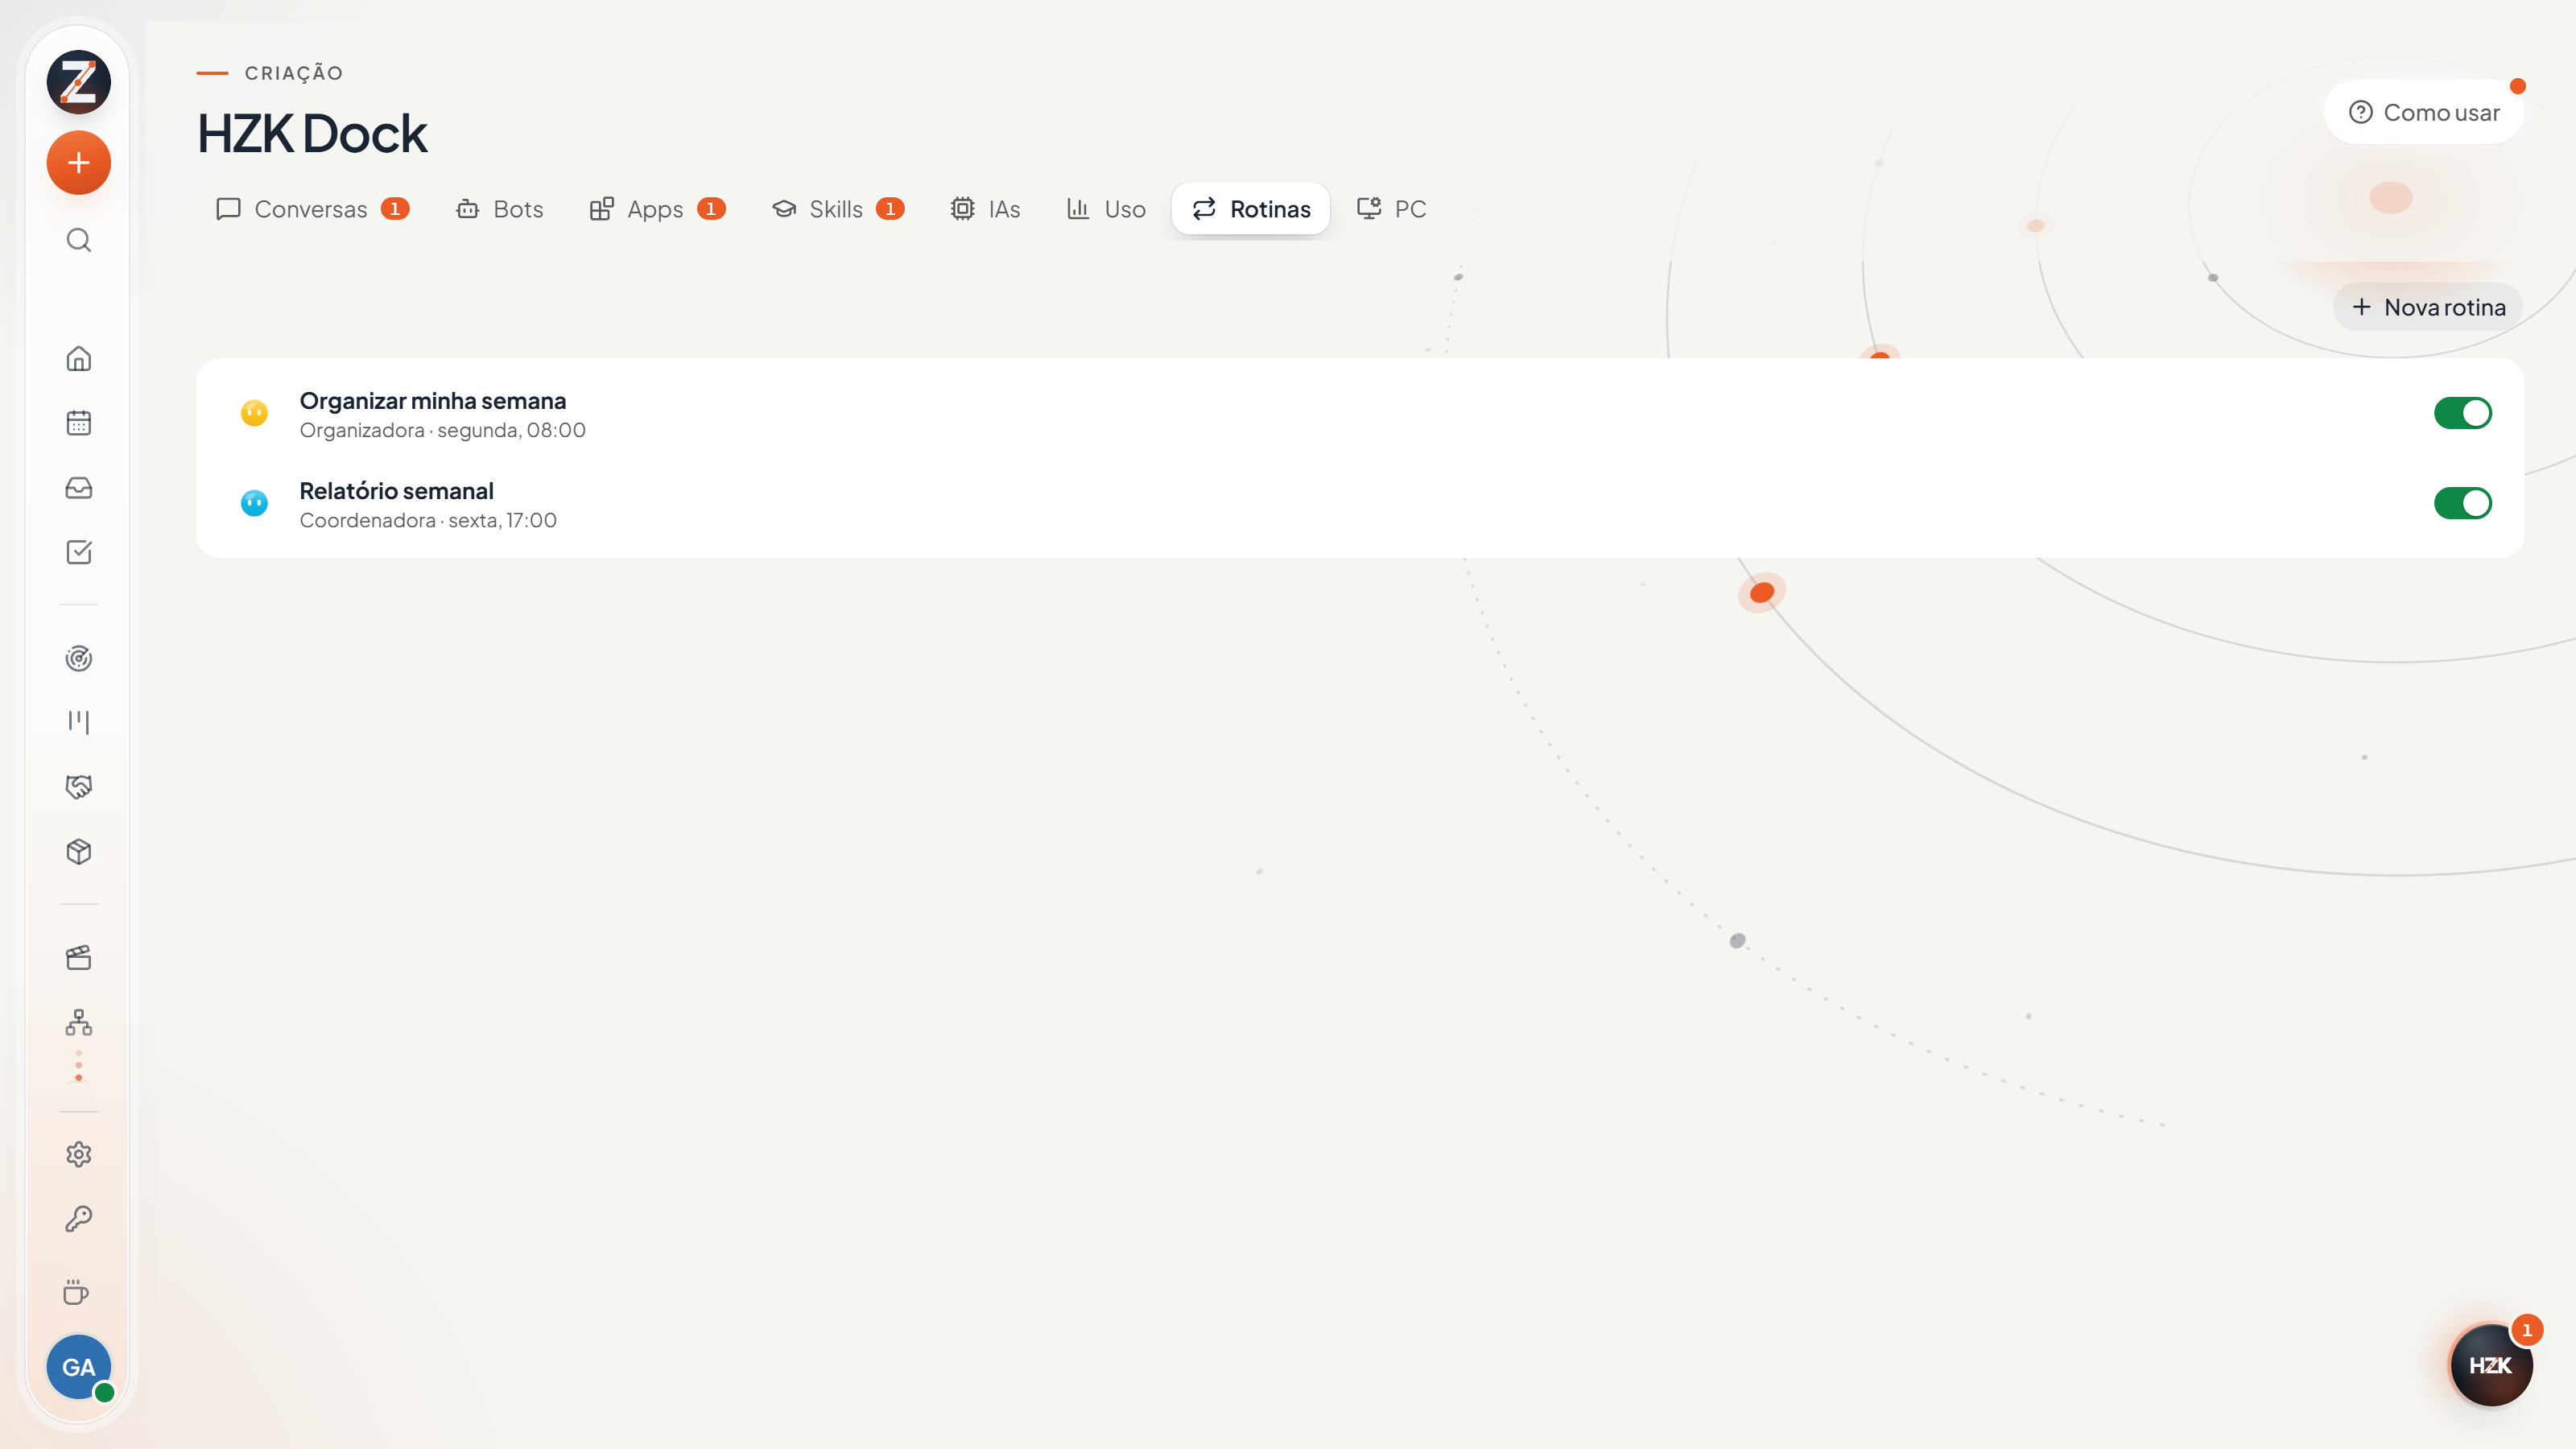 CRIAÇÃO
HZK Dock
Como usar
Conversas 1 Bots Apps 1 Skills 1 IAs Uso Rotinas PC
Nova rotina
Organizar minha semana
Organizadora · segunda, 08:00
Relatório semanal
Coordenadora · sexta, 17:00
GA
1
HZK